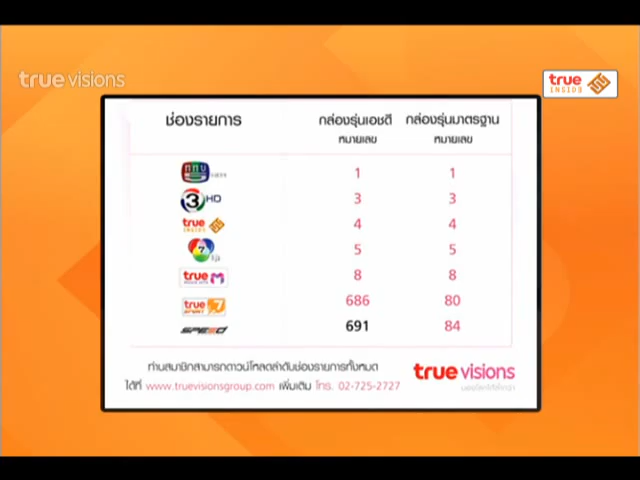 true visions
true
INSIDE
ช่องรายการ กล่องรุ่นเอชดี กล่องรุ่นมาตรฐาน
หมายเลข หมายเลข
1 1
3 HD 3 3
true INSIDE 4 4
7 5 5
true 8 8
true sport 7 686 80
SPEED 691 84
ท่านสมาชิกสามารถดาวน์โหลดลำดับช่องรายการทั้งหมด
ได้ที่ www.truevisionsgroup.com เพิ่มเติม โทร. 02-725-2727
true visions